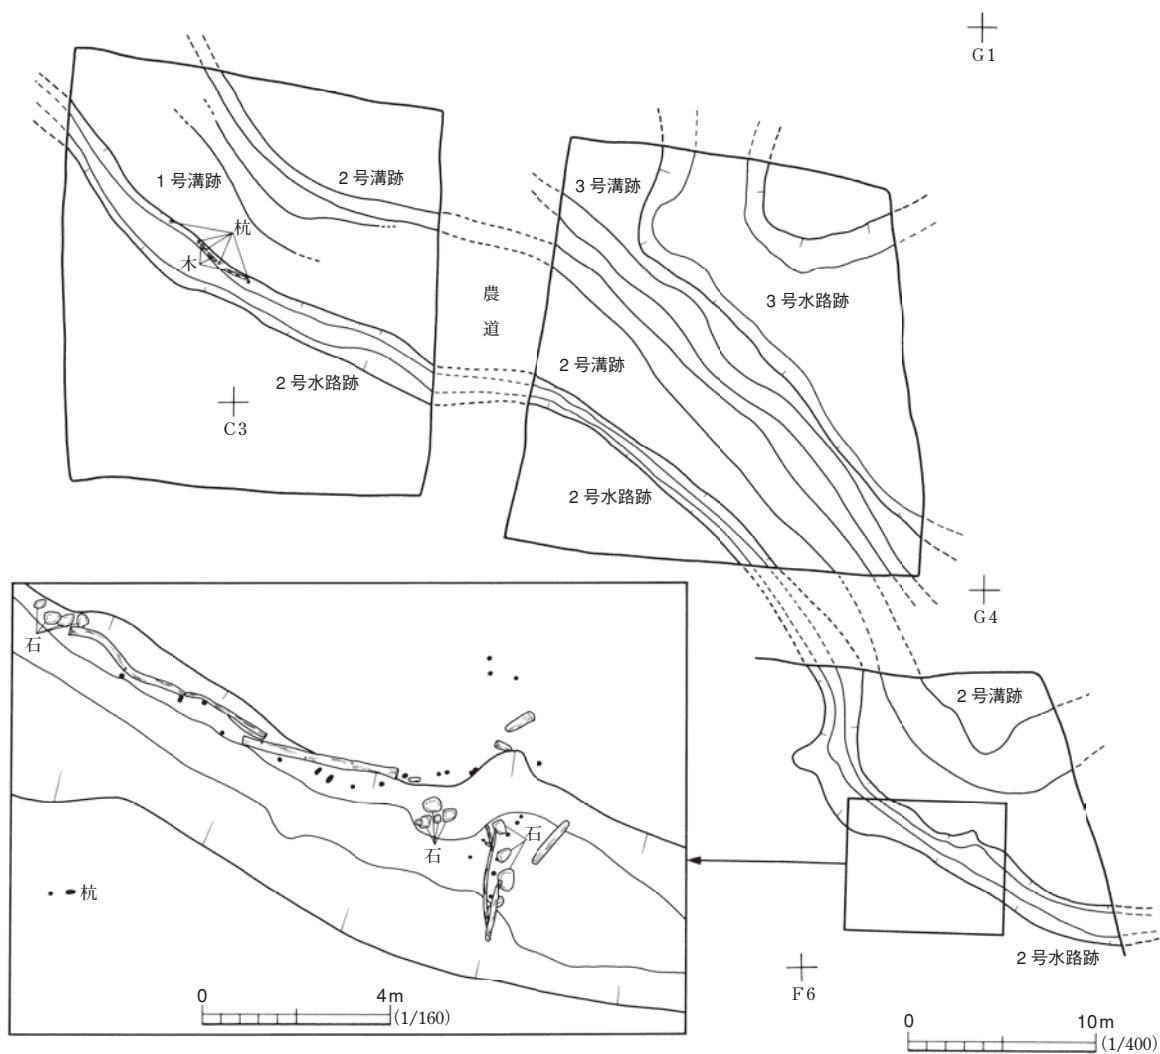 G1
1号溝跡
2号溝跡
3号溝跡
杭
木
農
道
3号水路跡
2号溝跡
2号水路跡
C3
2号水路跡
G4
石
2号溝跡
石
石
杭
2号水路跡
F6
0 4m
(1/160)
0 10m
(1/400)